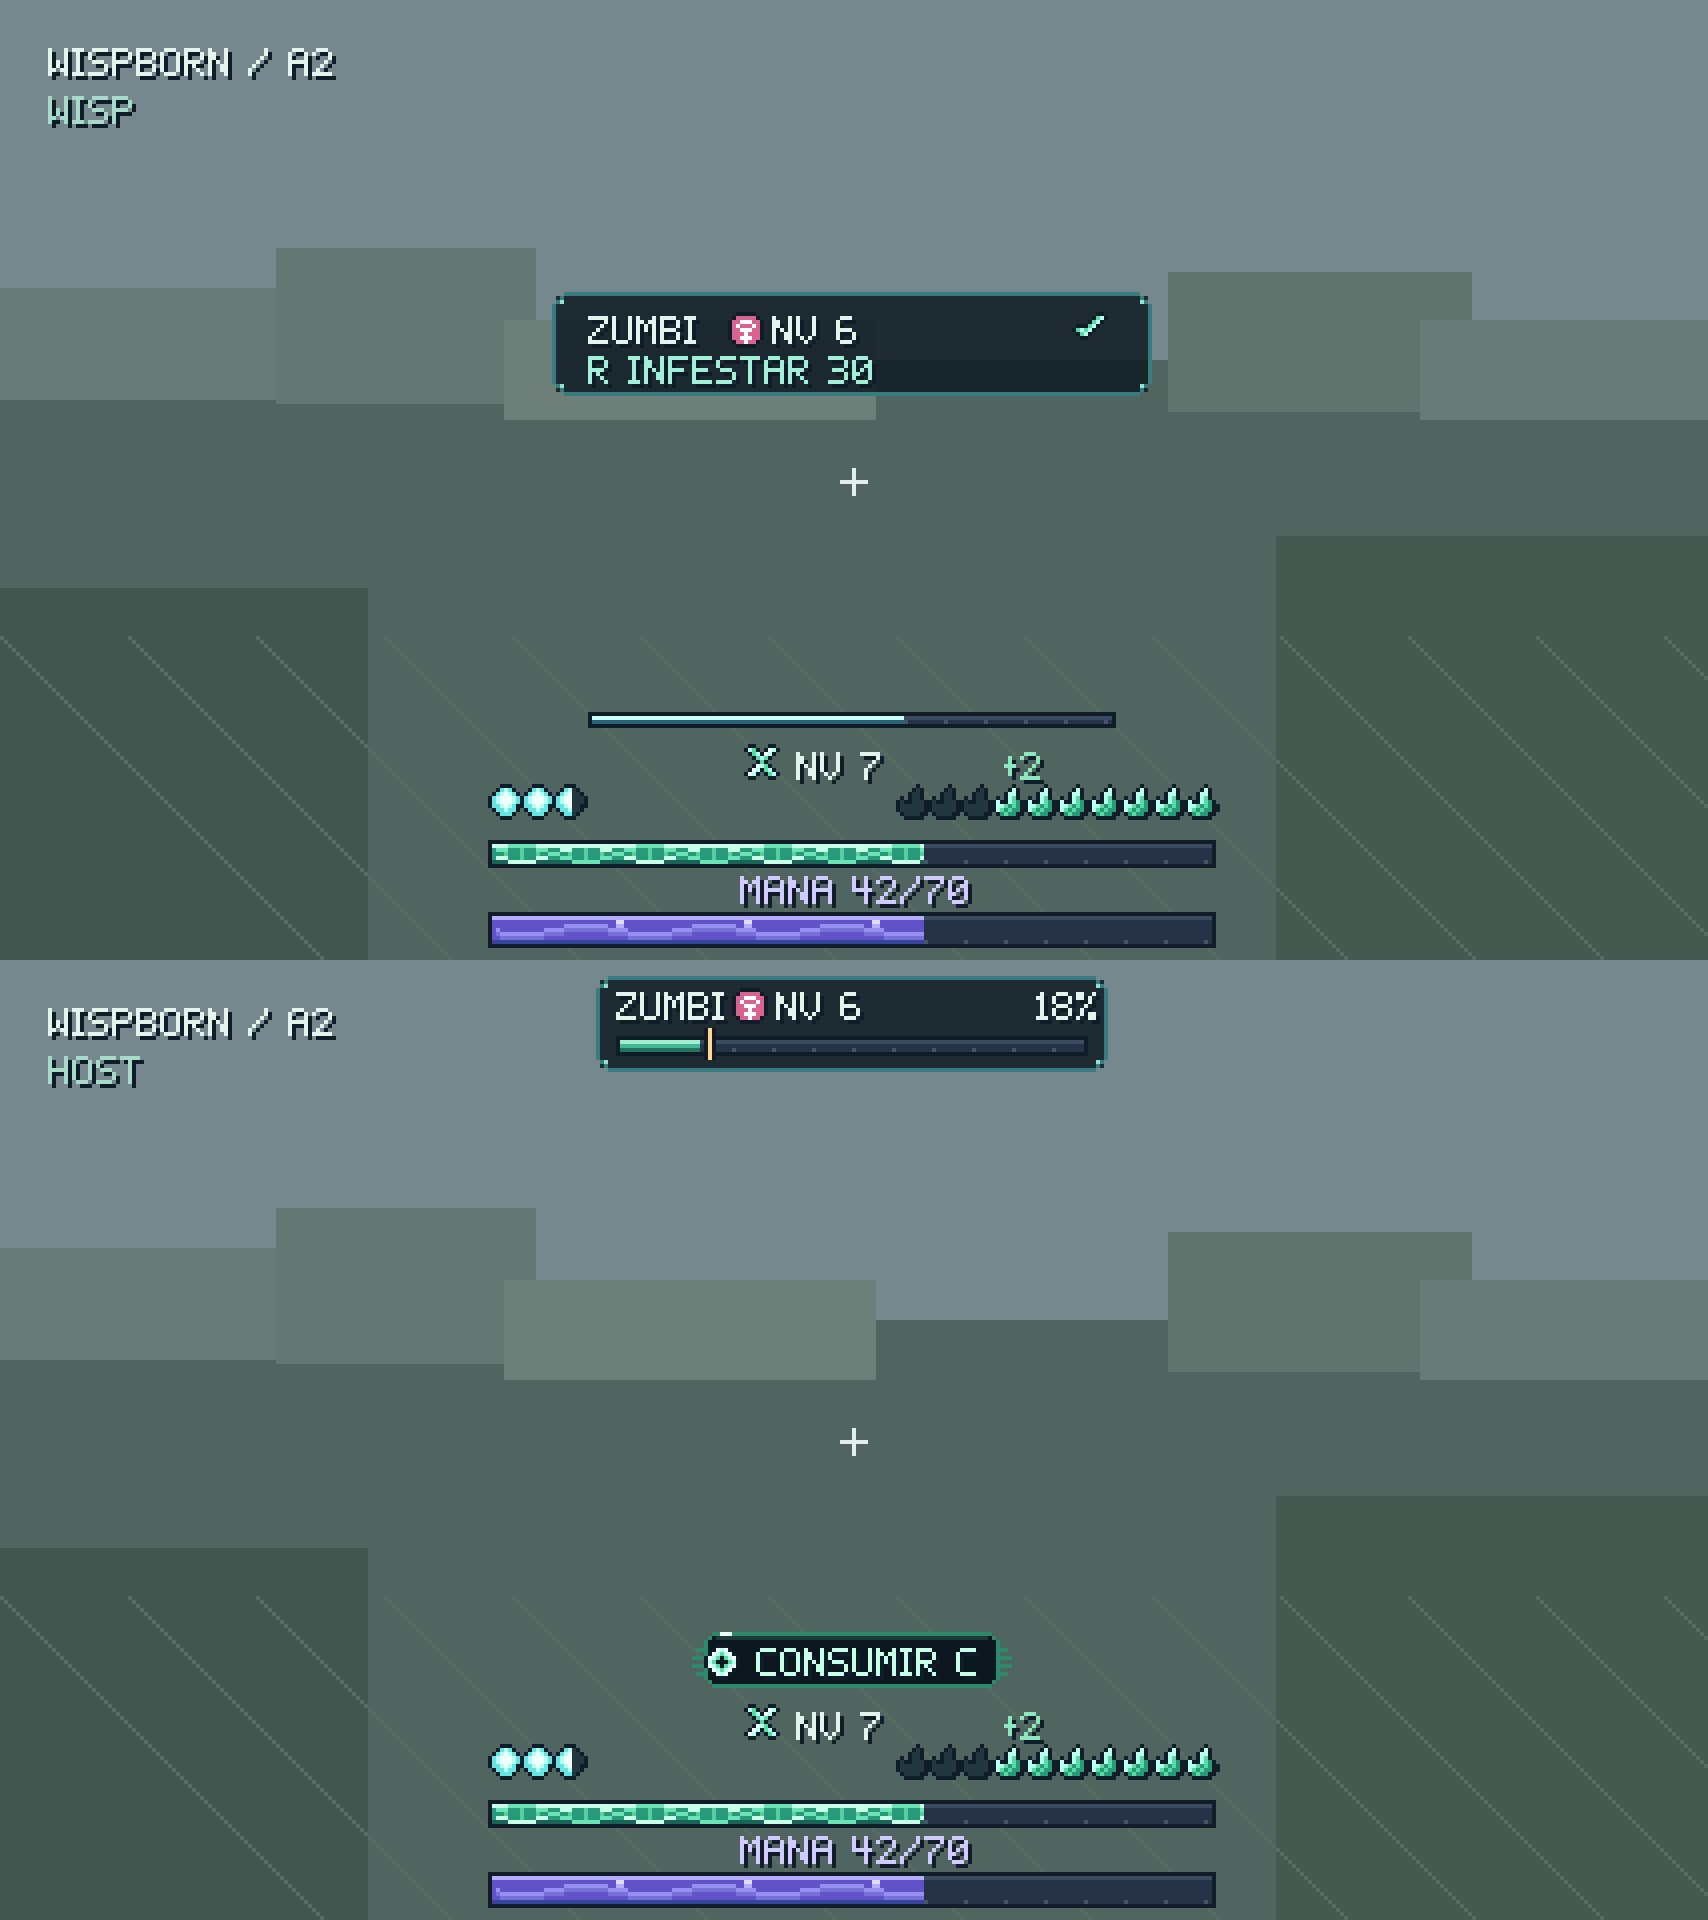 WISPBORN / A2
WISP
ZUMBI NV 6
R INFESTAR 30
NV 7
+2
MANA 42/70
WISPBORN / A2
HOST
ZUMBI NV 6 18%
CONSUMIR C
NV 7
+2
MANA 42/70